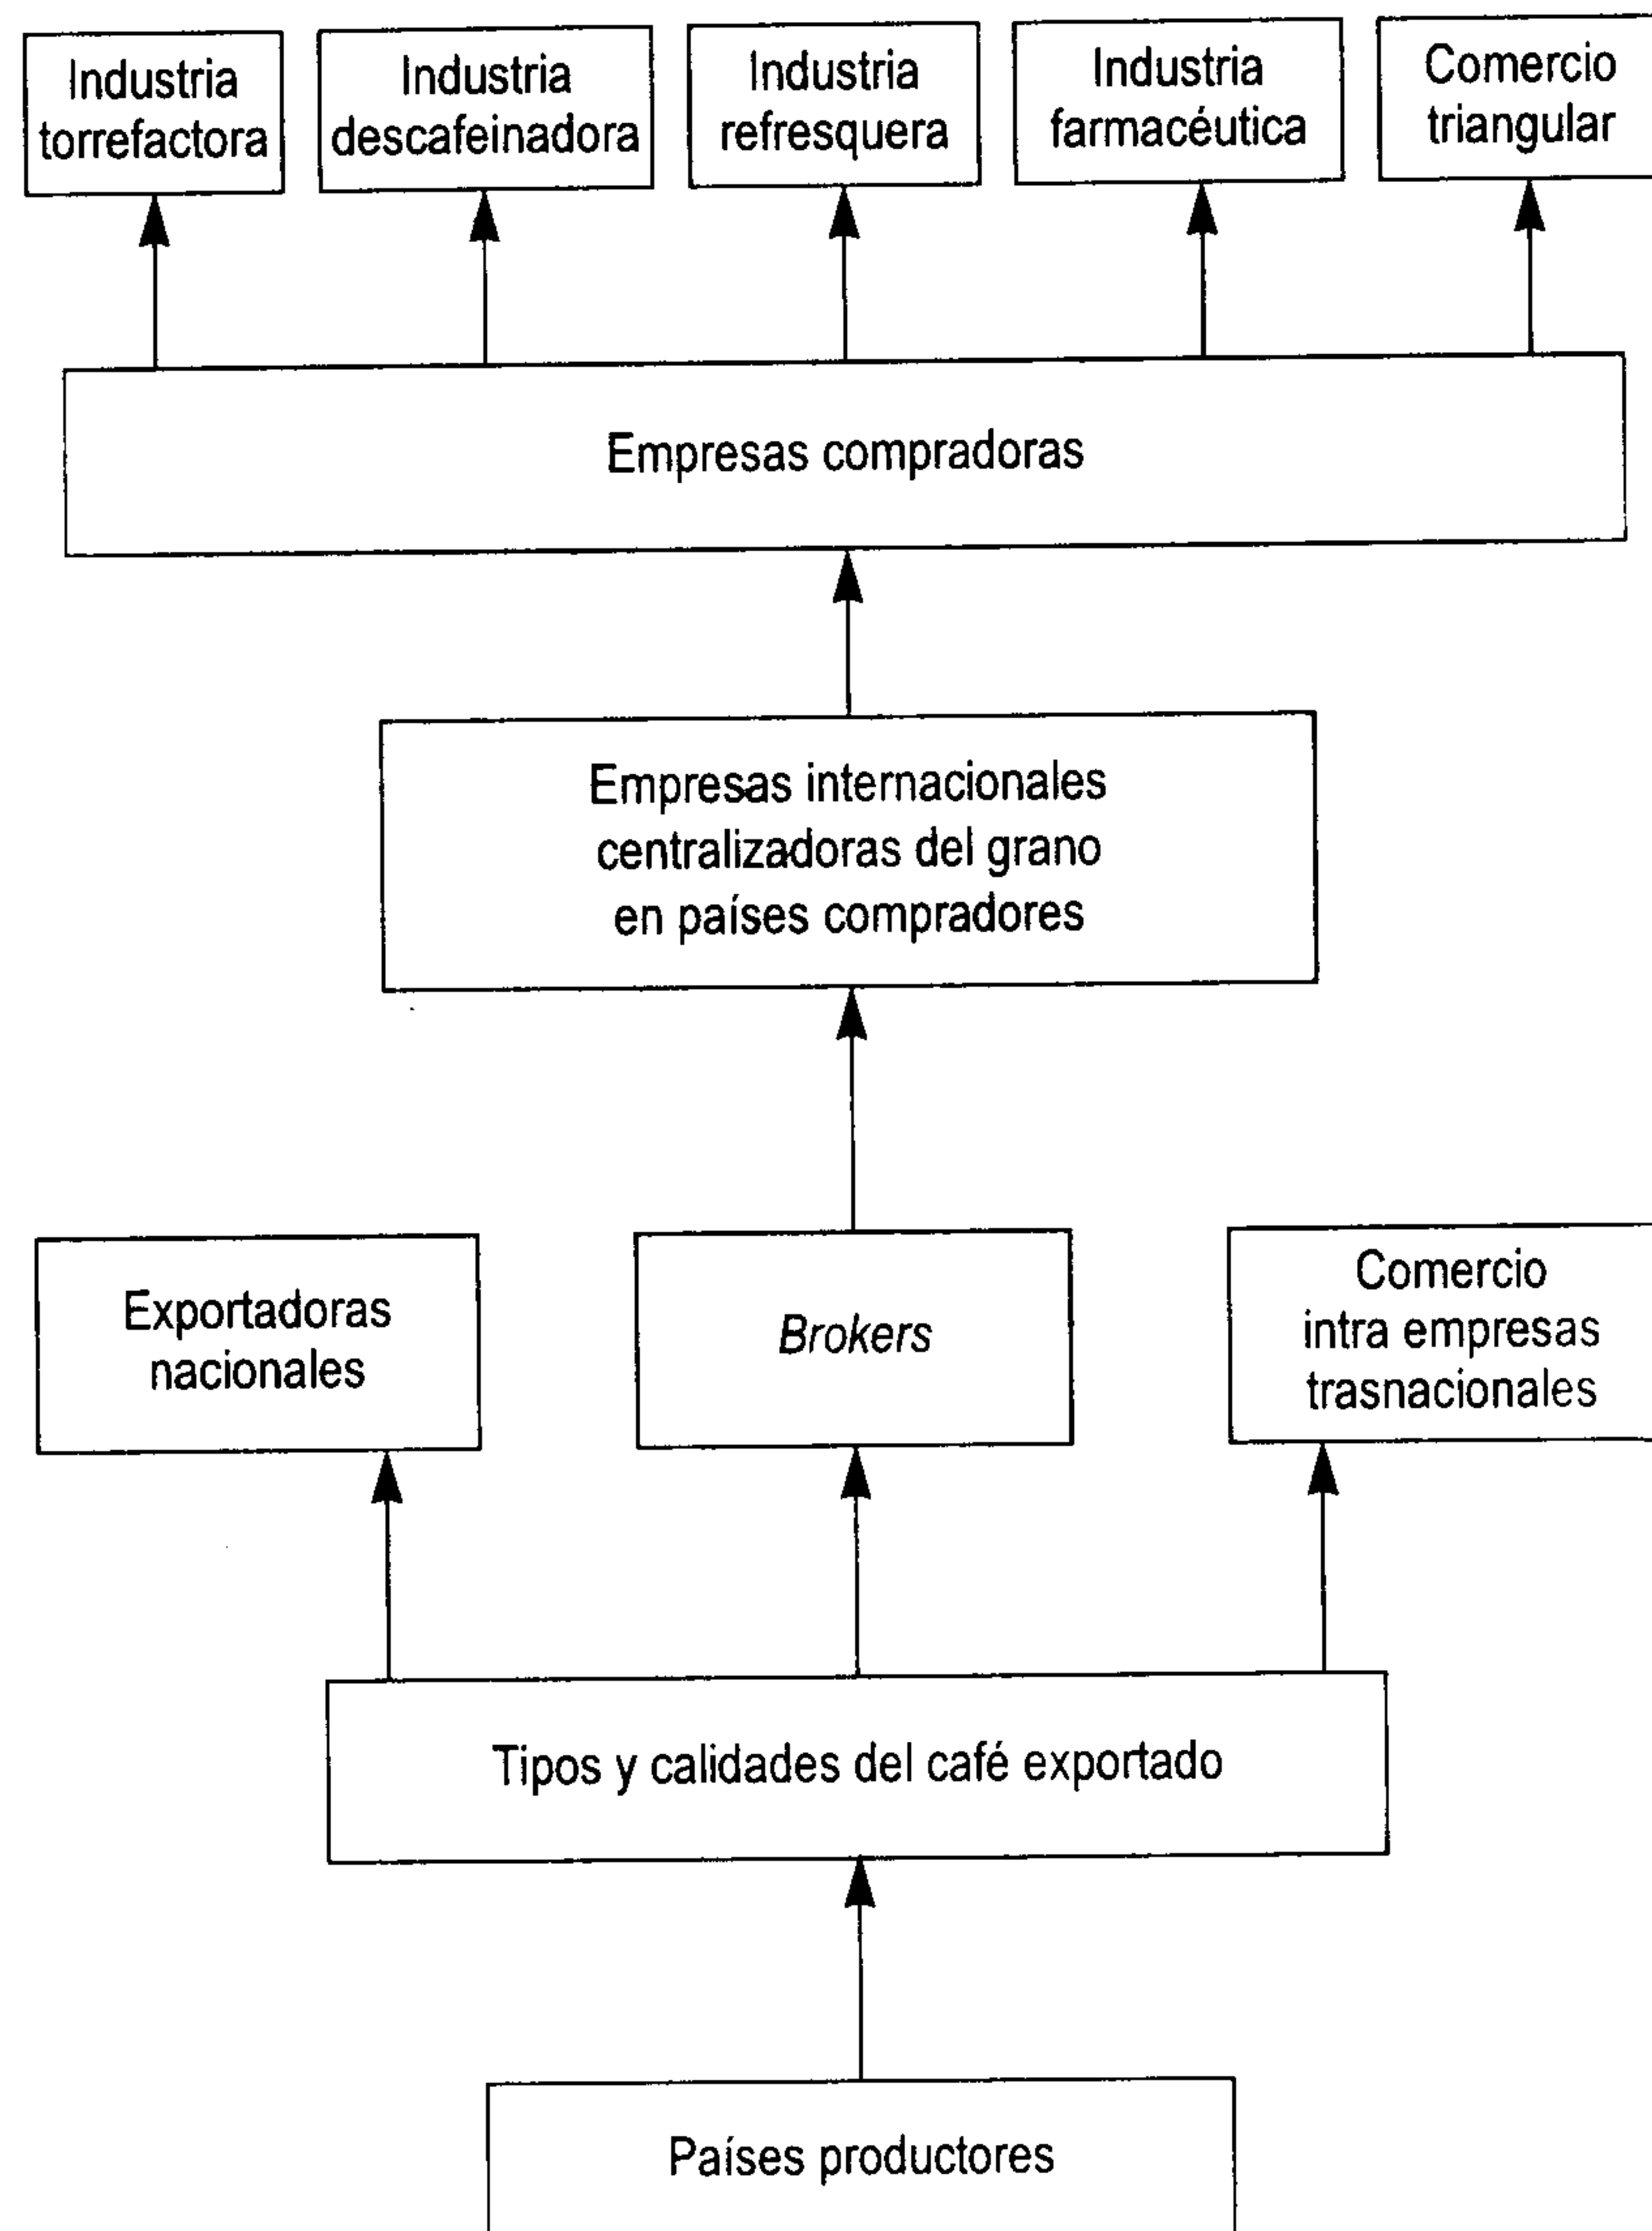 Industria
torrefactora
Industria
descafeinadora
Industria
refresquera
Industria
farmacéutica
Comercio
triangular
Empresas compradoras
Empresas internacionales
centralizadoras del grano
en países compradores
Exportadoras
nacionales
Brokers
Comercio
intra empresas
trasnacionales
Tipos y calidades del café exportado
Países productores